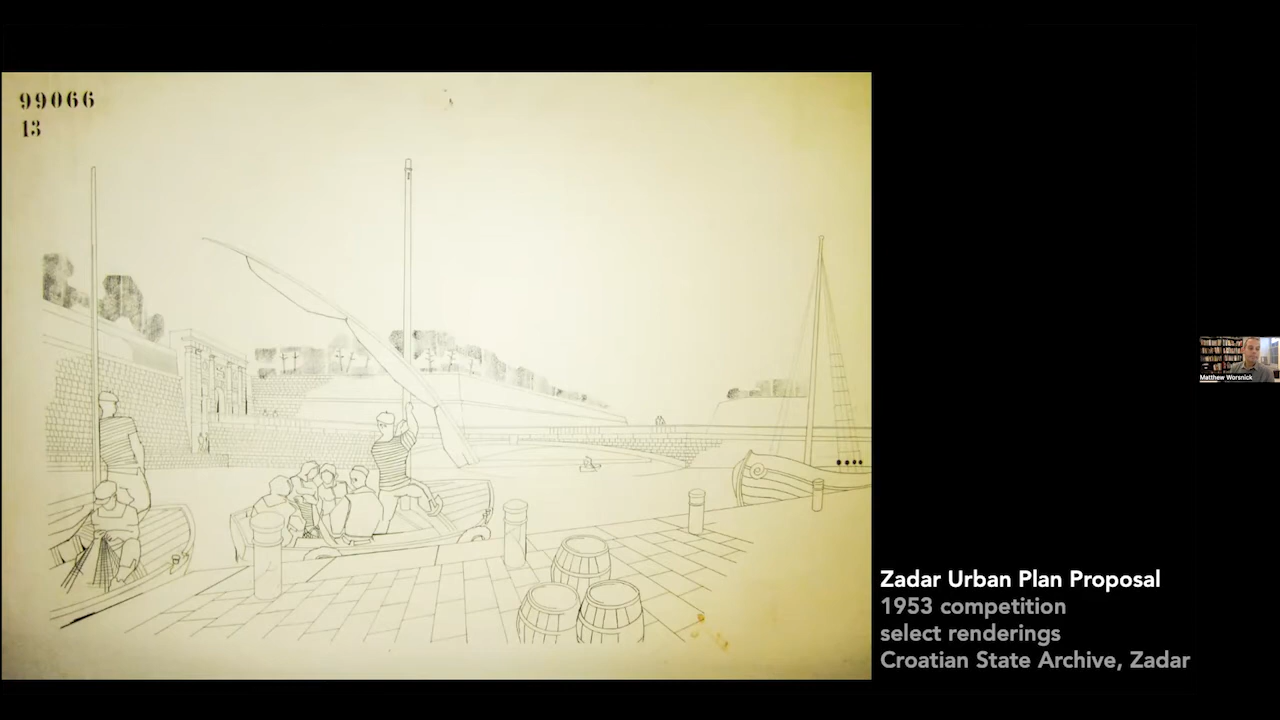 99066
13
Zadar Urban Plan Proposal
1953 competition
select renderings
Croatian State Archive, Zadar
Matthew Worsnick